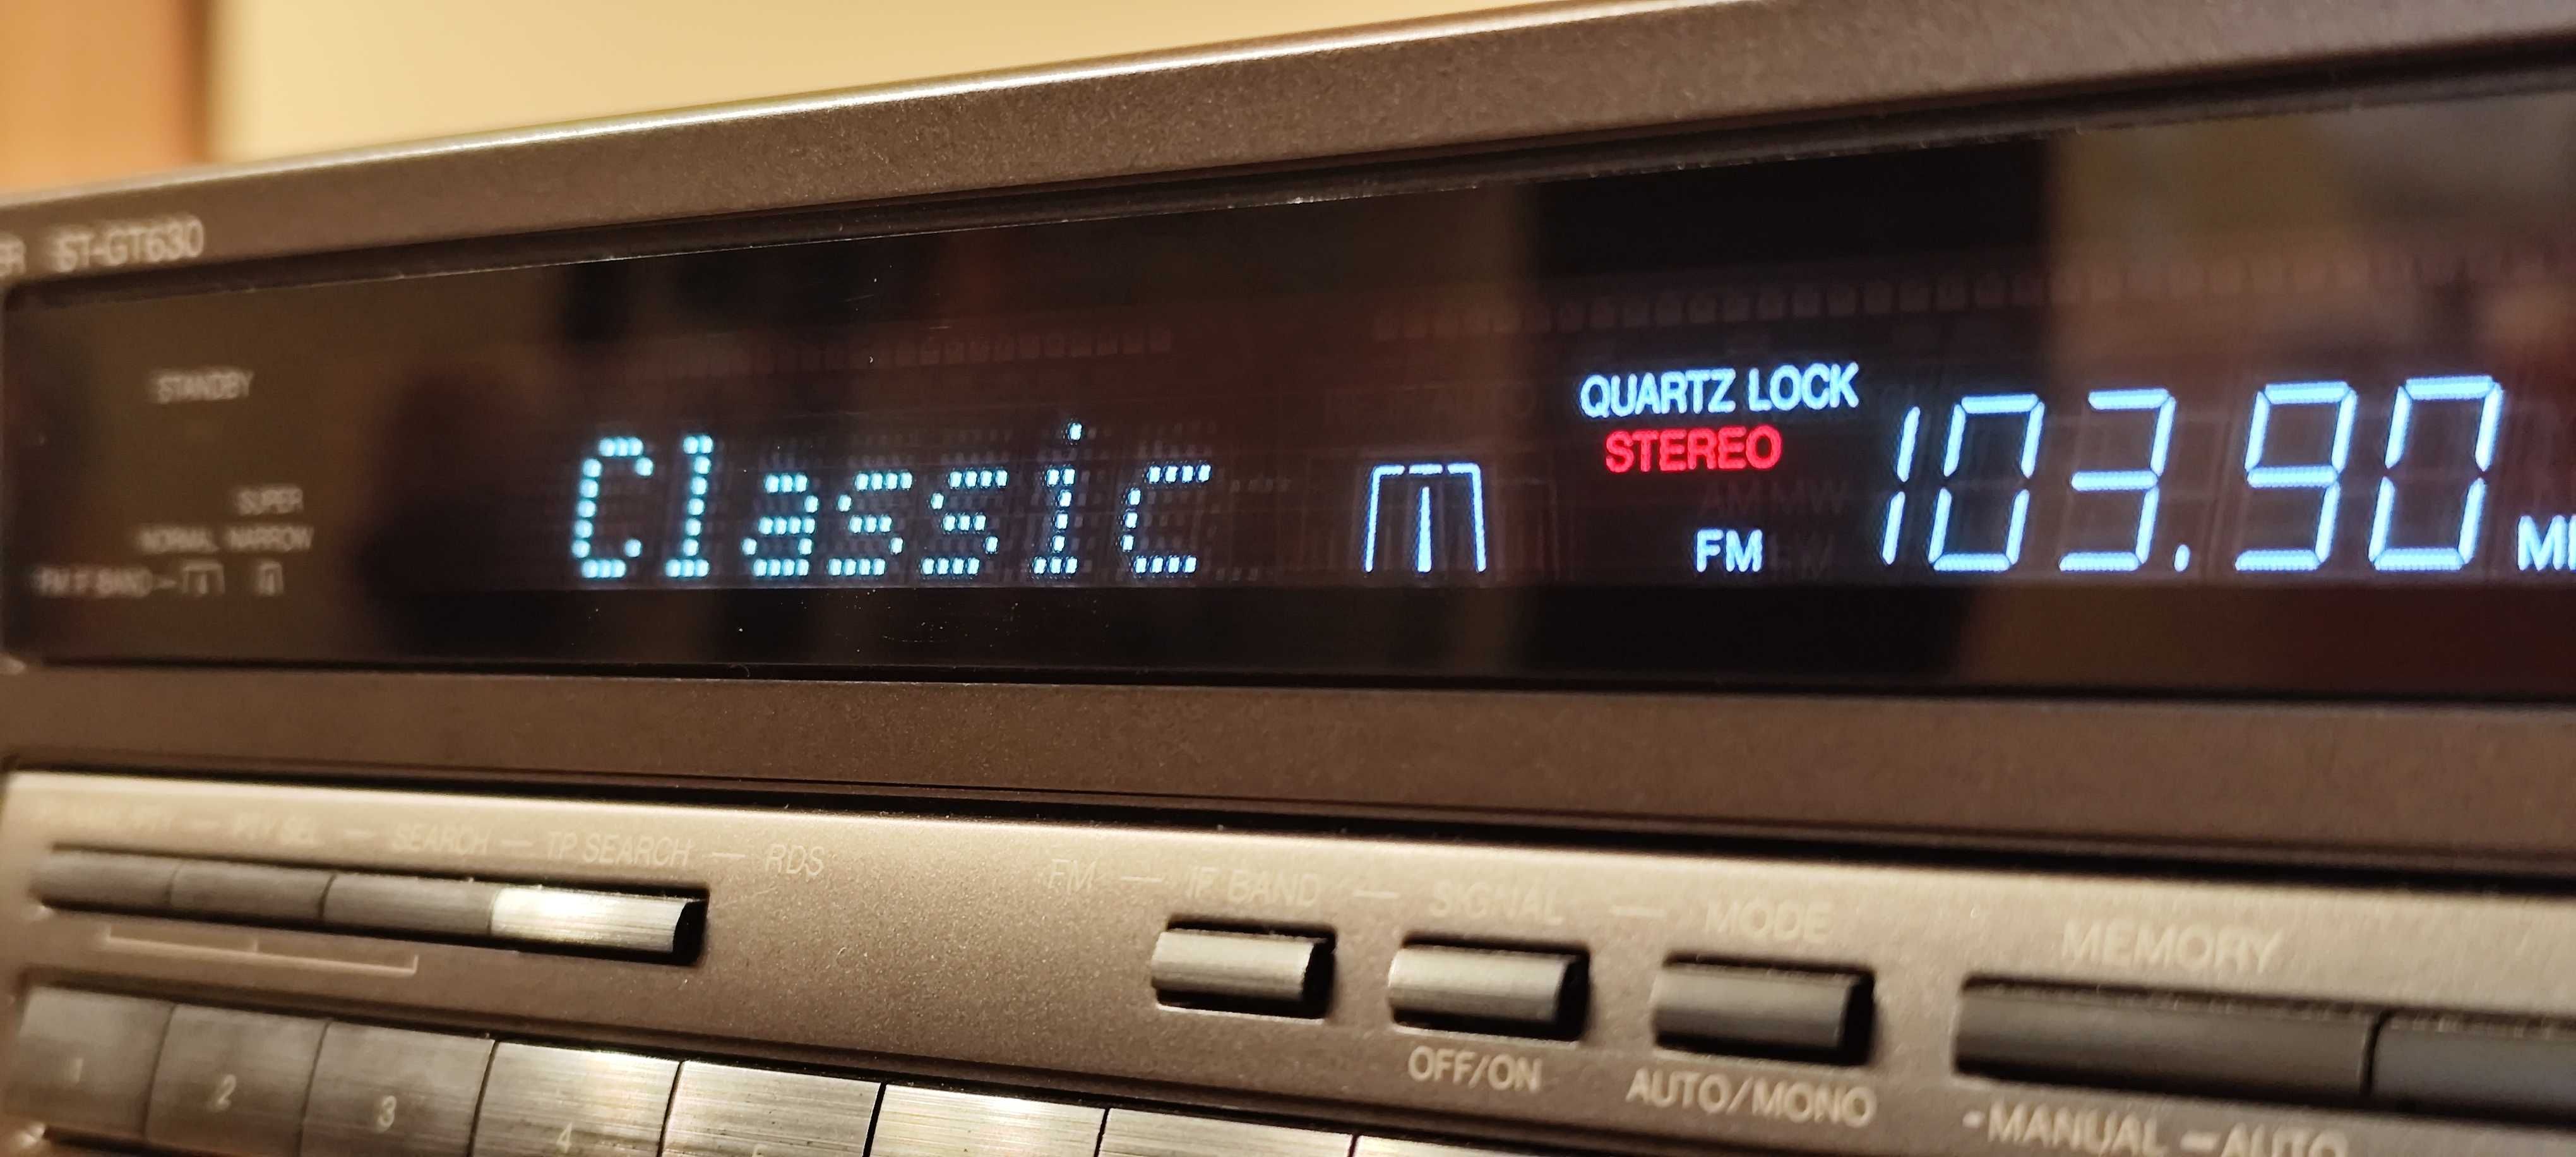 ST-GT630
STANDBY
SUPER
NORMAL NARROW
FM IF BAND
Classic
QUARTZ LOCK
STEREO
FM
103.90
PTY SEL — SEARCH — TP SEARCH — RDS
FM — IF BAND — SIGNAL — MODE
MEMORY
OFF/ON
AUTO/MONO
-MANUAL — AUTO
1
2
3
4